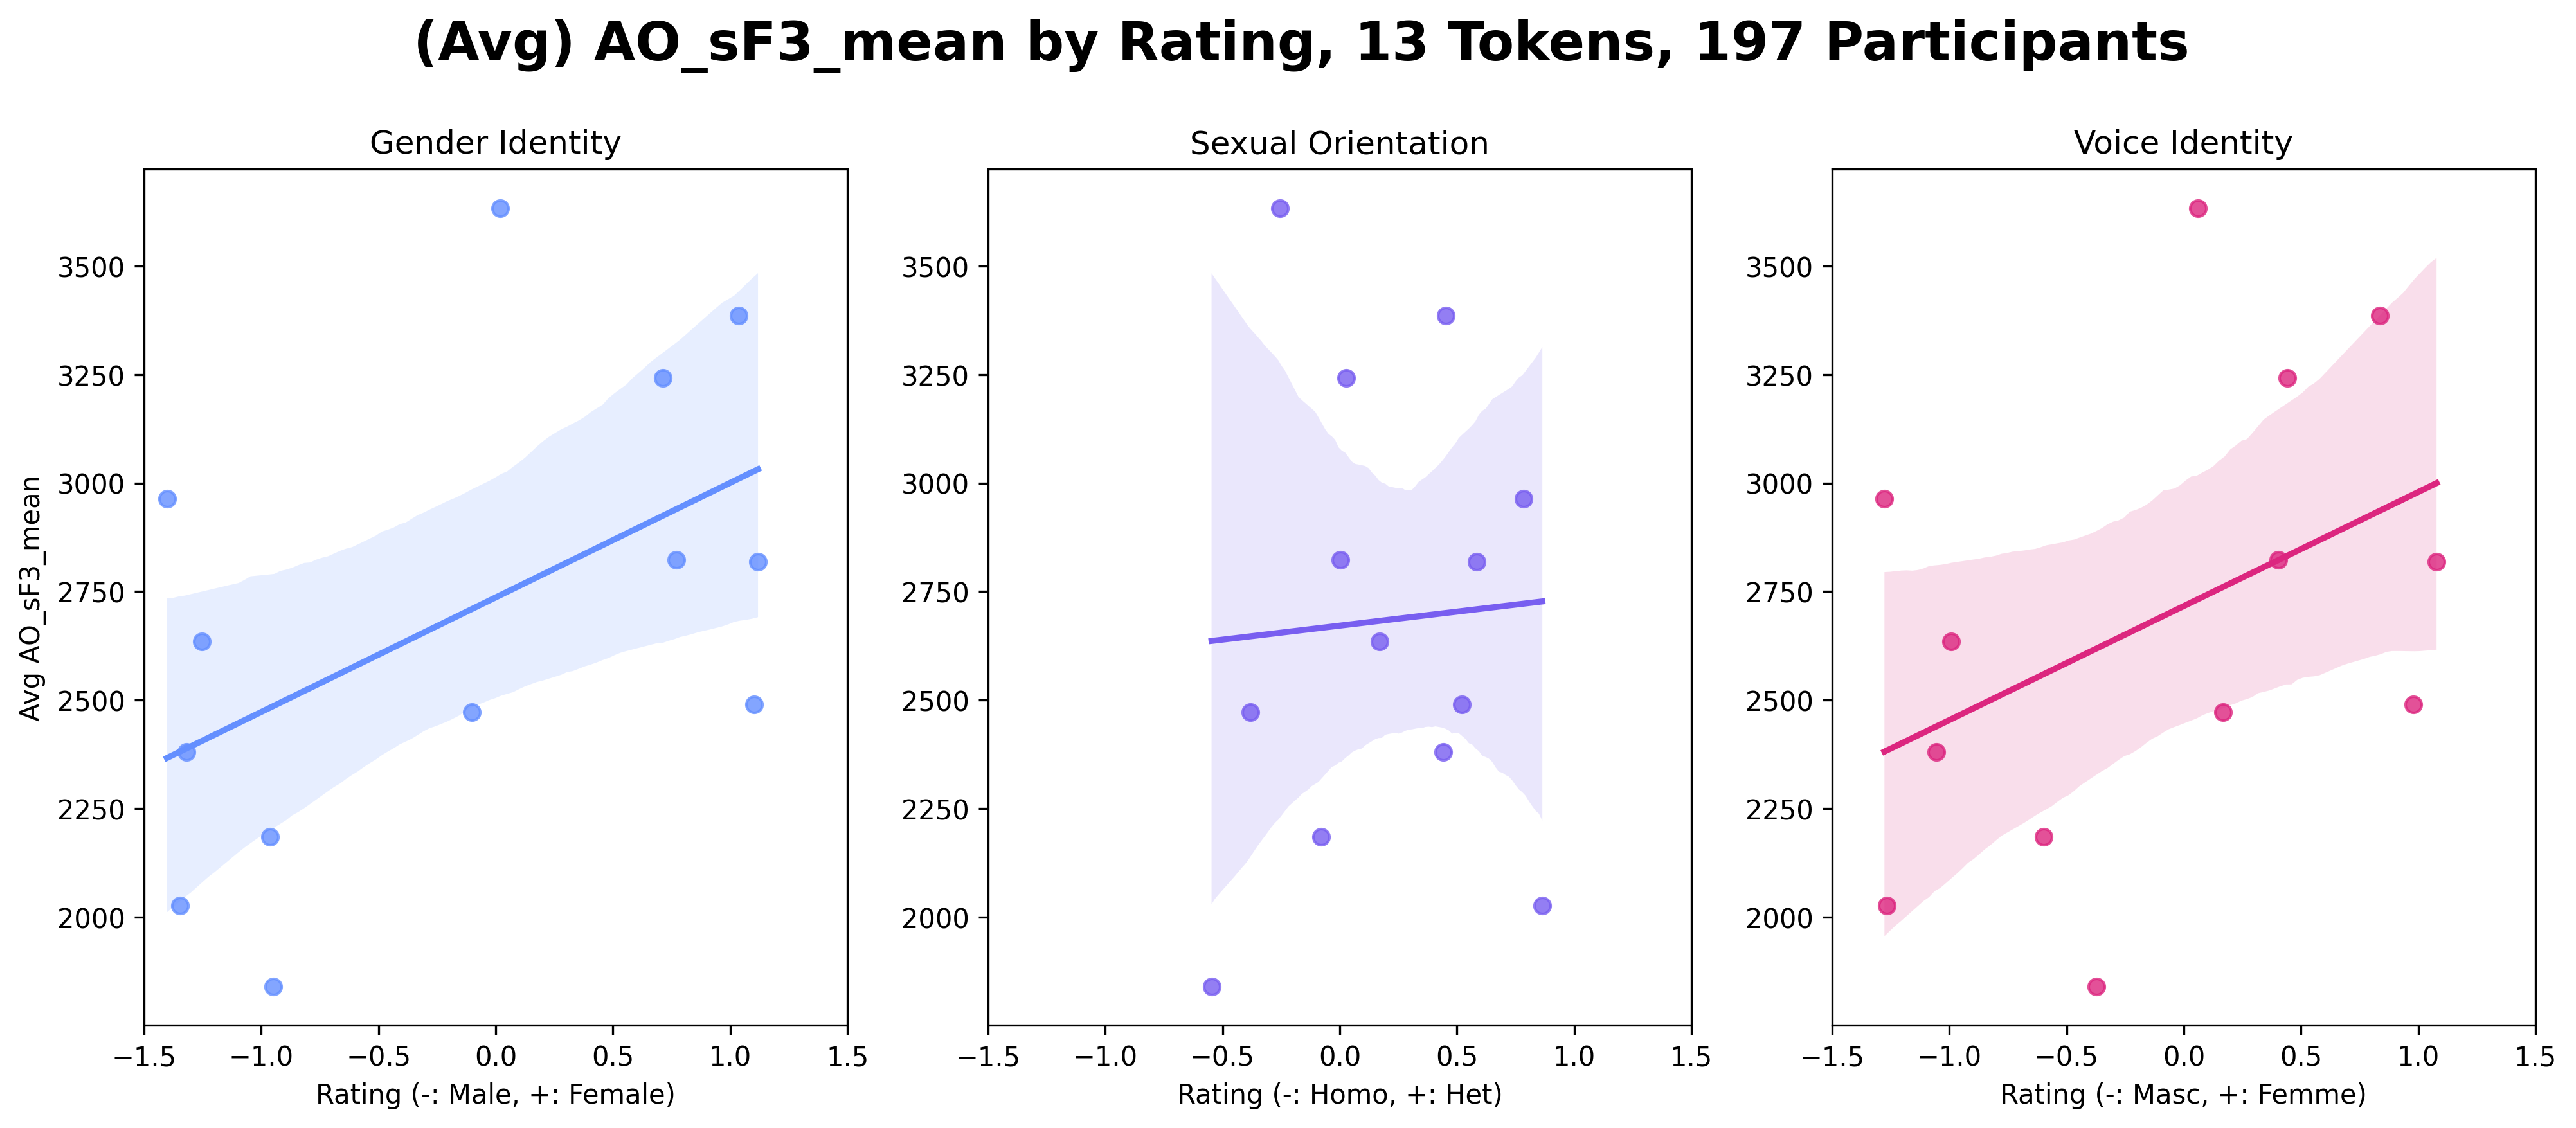 (Avg) AO_sF3_mean by Rating, 13 Tokens, 197 Participants
Gender Identity
Avg AO_sF3_mean
3500
3250
3000
2750
2500
2250
2000
−1.5 −1.0 −0.5 0.0 0.5 1.0 1.5
Rating (-: Male, +: Female)
Sexual Orientation
3500
3250
3000
2750
2500
2250
2000
−1.5 −1.0 −0.5 0.0 0.5 1.0 1.5
Rating (-: Homo, +: Het)
Voice Identity
3500
3250
3000
2750
2500
2250
2000
−1.5 −1.0 −0.5 0.0 0.5 1.0 1.5
Rating (-: Masc, +: Femme)